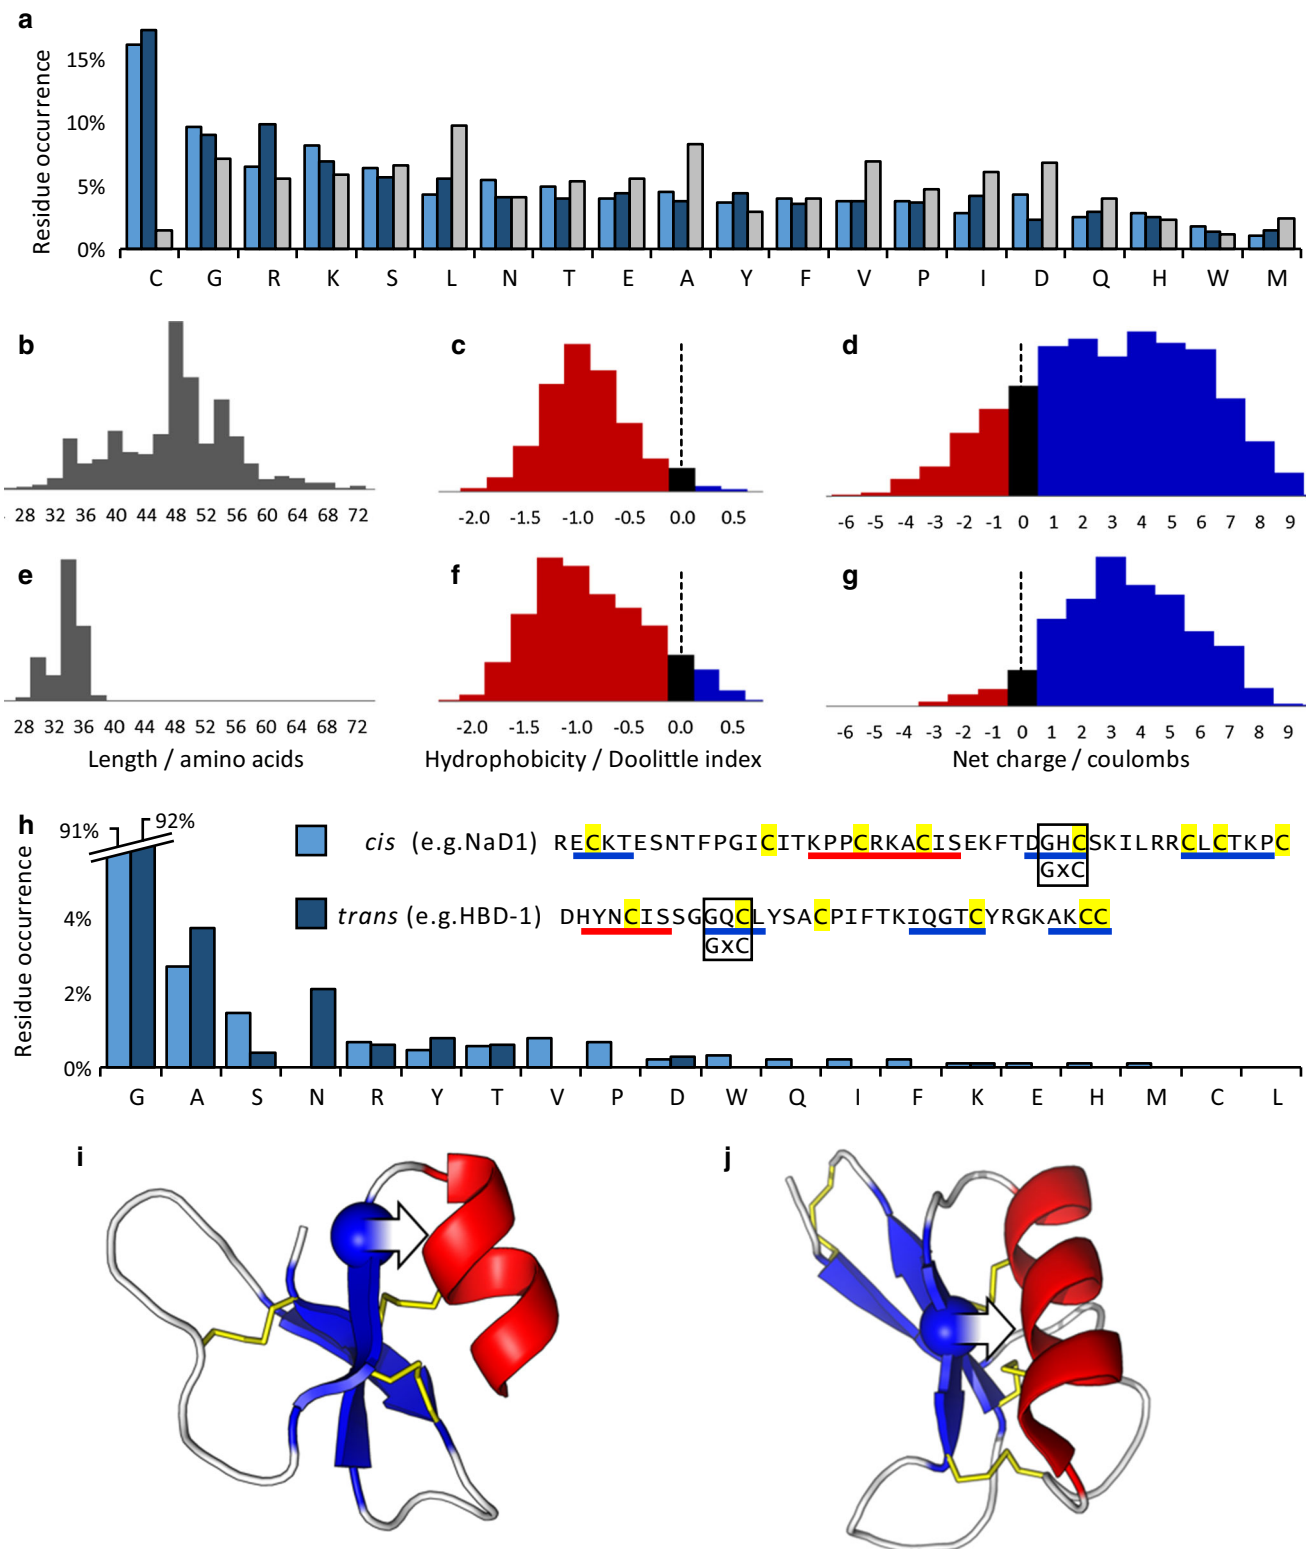 a
Residue occurrence
15%
10%
5%
0%
C G R K S L N T E A Y F V P I D Q H W M
b
c
d
28 32 36 40 44 48 52 56 60 64 68 72
-2.0 -1.5 -1.0 -0.5 0.0 0.5
-6 -5 -4 -3 -2 -1 0 1 2 3 4 5 6 7 8 9
e
f
g
28 32 36 40 44 48 52 56 60 64 68 72
-2.0 -1.5 -1.0 -0.5 0.0 0.5
-6 -5 -4 -3 -2 -1 0 1 2 3 4 5 6 7 8 9
Length / amino acids
Hydrophobicity / Doolittle index
Net charge / coulombs
h
91%
92%
cis (e.g.NaD1) RECKTESNTFPGICITKPPCRKACISEKFTDGHCSKILRRCLCTKPC
GxC
trans (e.g.HBD-1) DHYNCISSGGQCLYSACPIFTKIQGTCYRGKAKCC
GxC
Residue occurrence
4%
2%
0%
G A S N R Y T V P D W Q I F K E H M C L
i
j